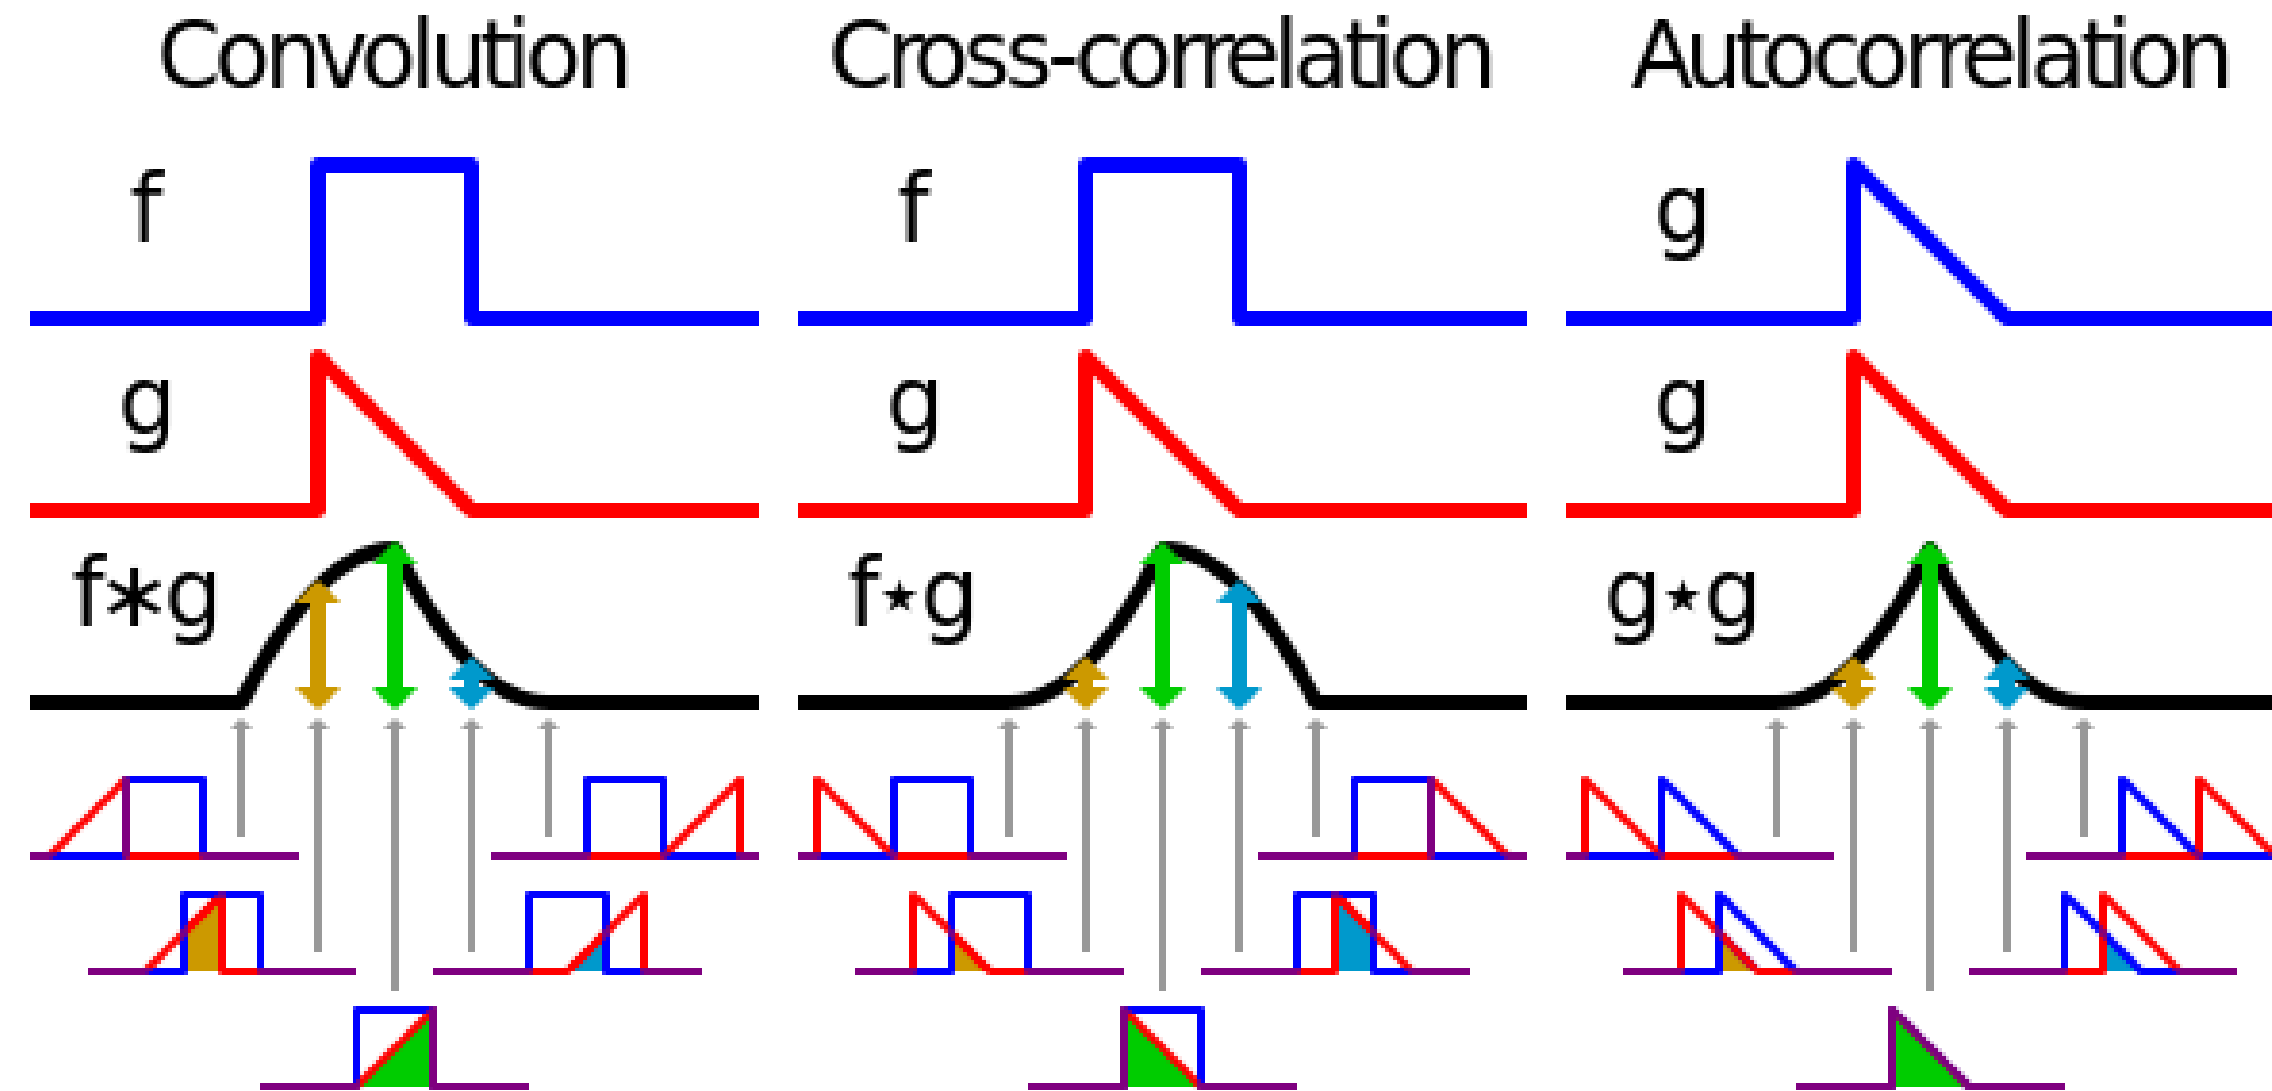 Convolution Cross-correlation Autocorrelation
f f g
g g g
f∗g f⋆g g⋆g